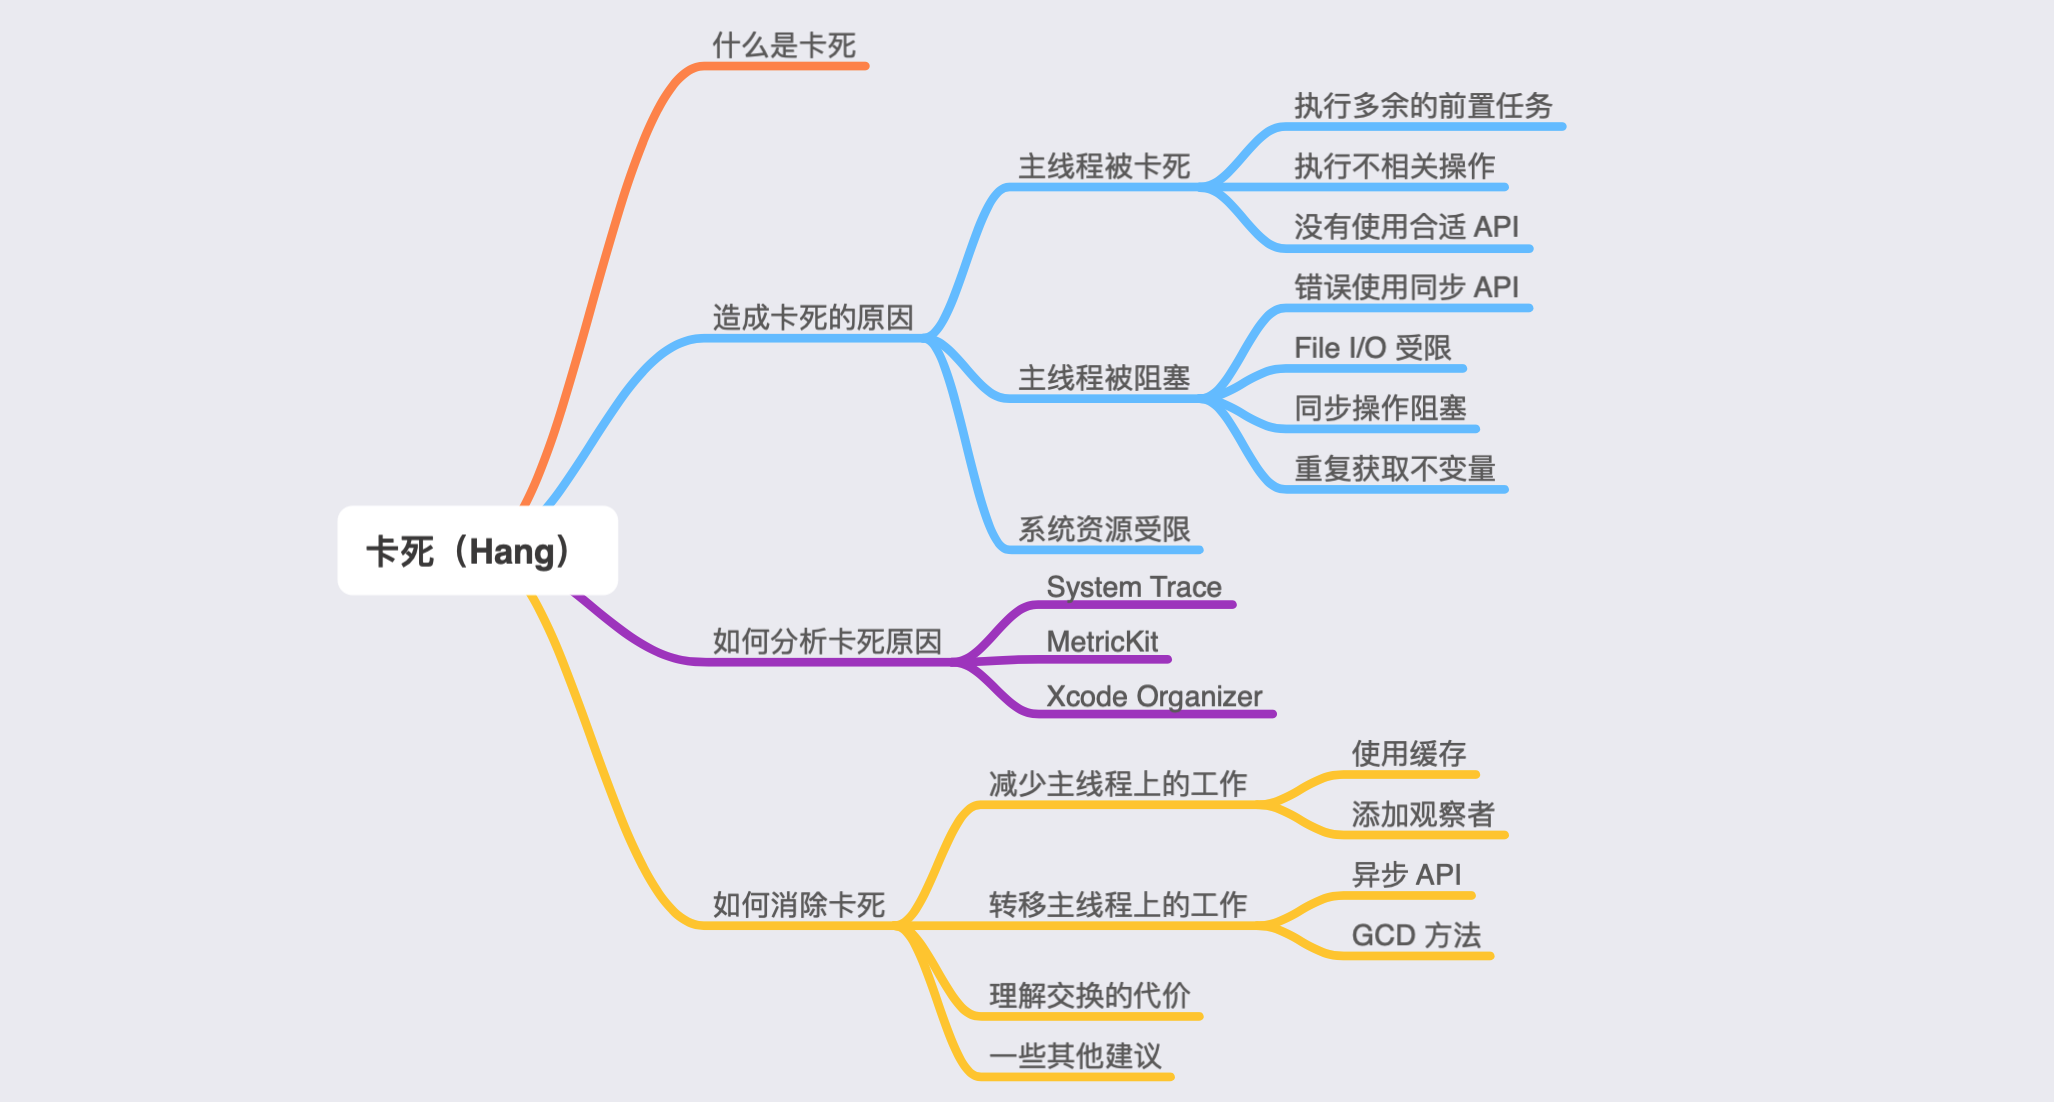 什么是卡死
执行多余的前置任务
主线程被卡死
执行不相关操作
没有使用合适 API
错误使用同步 API
造成卡死的原因
File I/O 受限
主线程被阻塞
同步操作阻塞
重复获取不变量
系统资源受限
卡死（Hang）
System Trace
如何分析卡死原因
MetricKit
Xcode Organizer
使用缓存
减少主线程上的工作
添加观察者
异步 API
如何消除卡死
转移主线程上的工作
GCD 方法
理解交换的代价
一些其他建议